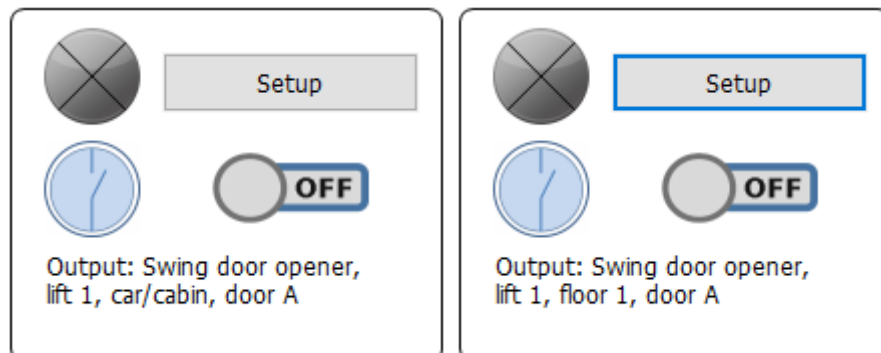 Setup
OFF
Output: Swing door opener,
lift 1, car/cabin, door A
Setup
OFF
Output: Swing door opener,
lift 1, floor 1, door A